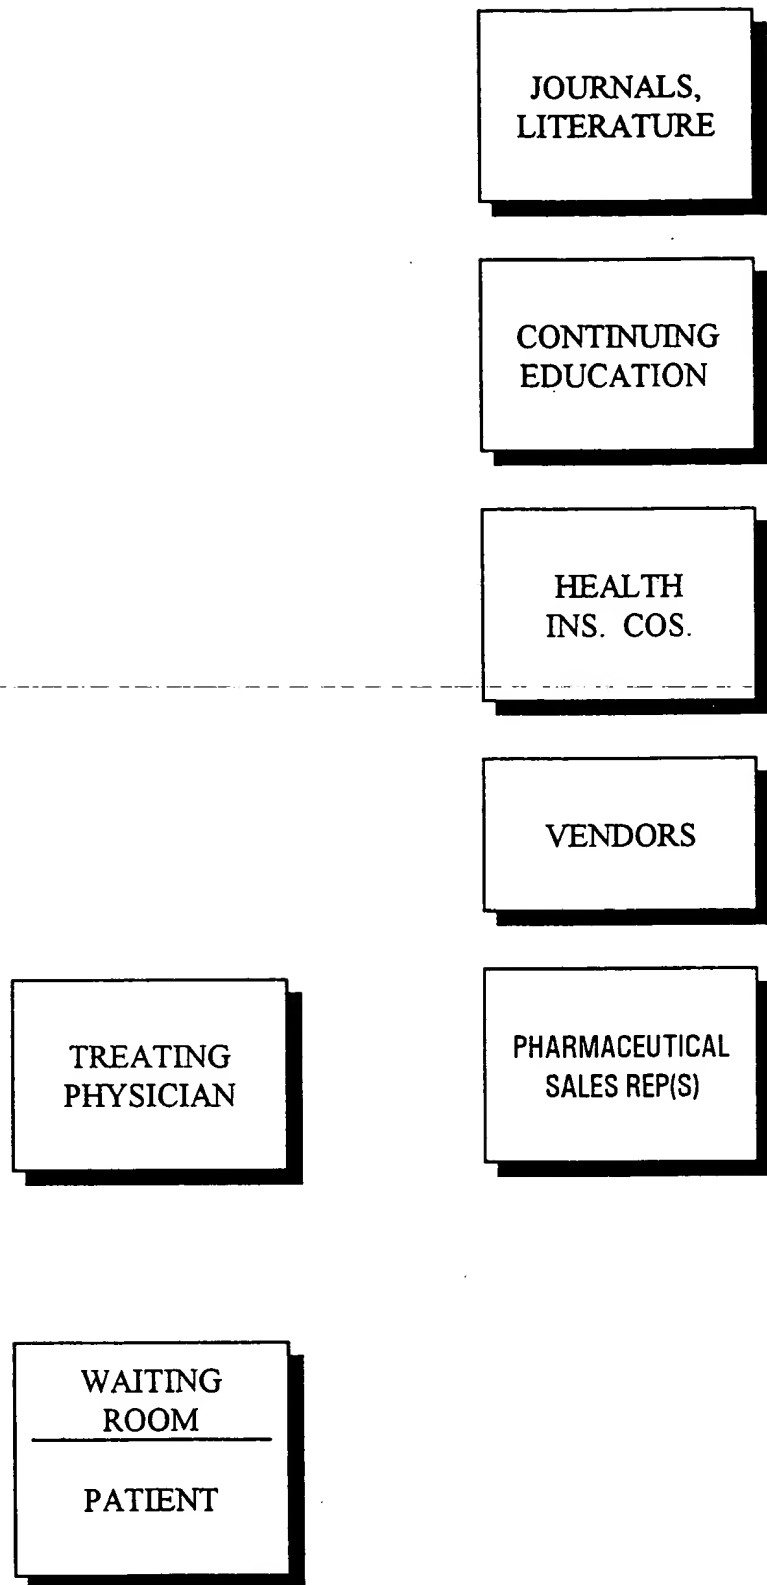 JOURNALS,
LITERATURE
CONTINUING
EDUCATION
HEALTH
INS. COS.
VENDORS
TREATING
PHYSICIAN
PHARMACEUTICAL
SALES REP(S)
WAITING
ROOM
PATIENT